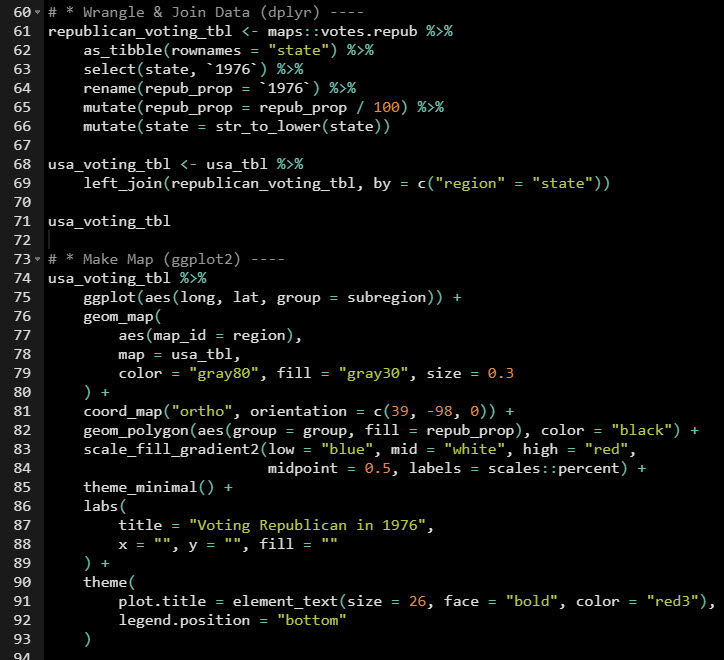 60 # * Wrangle & Join Data (dplyr) ----
61 republican_voting_tbl <- maps::votes.repub %>%
62     as_tibble(rownames = "state") %>%
63     select(state, `1976`) %>%
64     rename(repub_prop = `1976`) %>%
65     mutate(repub_prop = repub_prop / 100) %>%
66     mutate(state = str_to_lower(state))
67
68 usa_voting_tbl <- usa_tbl %>%
69     left_join(republican_voting_tbl, by = c("region" = "state"))
70
71 usa_voting_tbl
72
73 # * Make Map (ggplot2) ----
74 usa_voting_tbl %>%
75     ggplot(aes(long, lat, group = subregion)) +
76     geom_map(
77         aes(map_id = region),
78         map = usa_tbl,
79         color = "gray80", fill = "gray30", size = 0.3
80     ) +
81     coord_map("ortho", orientation = c(39, -98, 0)) +
82     geom_polygon(aes(group = group, fill = repub_prop), color = "black") +
83     scale_fill_gradient2(low = "blue", mid = "white", high = "red",
84                          midpoint = 0.5, labels = scales::percent) +
85     theme_minimal() +
86     labs(
87         title = "Voting Republican in 1976",
88         x = "", y = "", fill = ""
89     ) +
90     theme(
91         plot.title = element_text(size = 26, face = "bold", color = "red3"),
92         legend.position = "bottom"
93     )
94